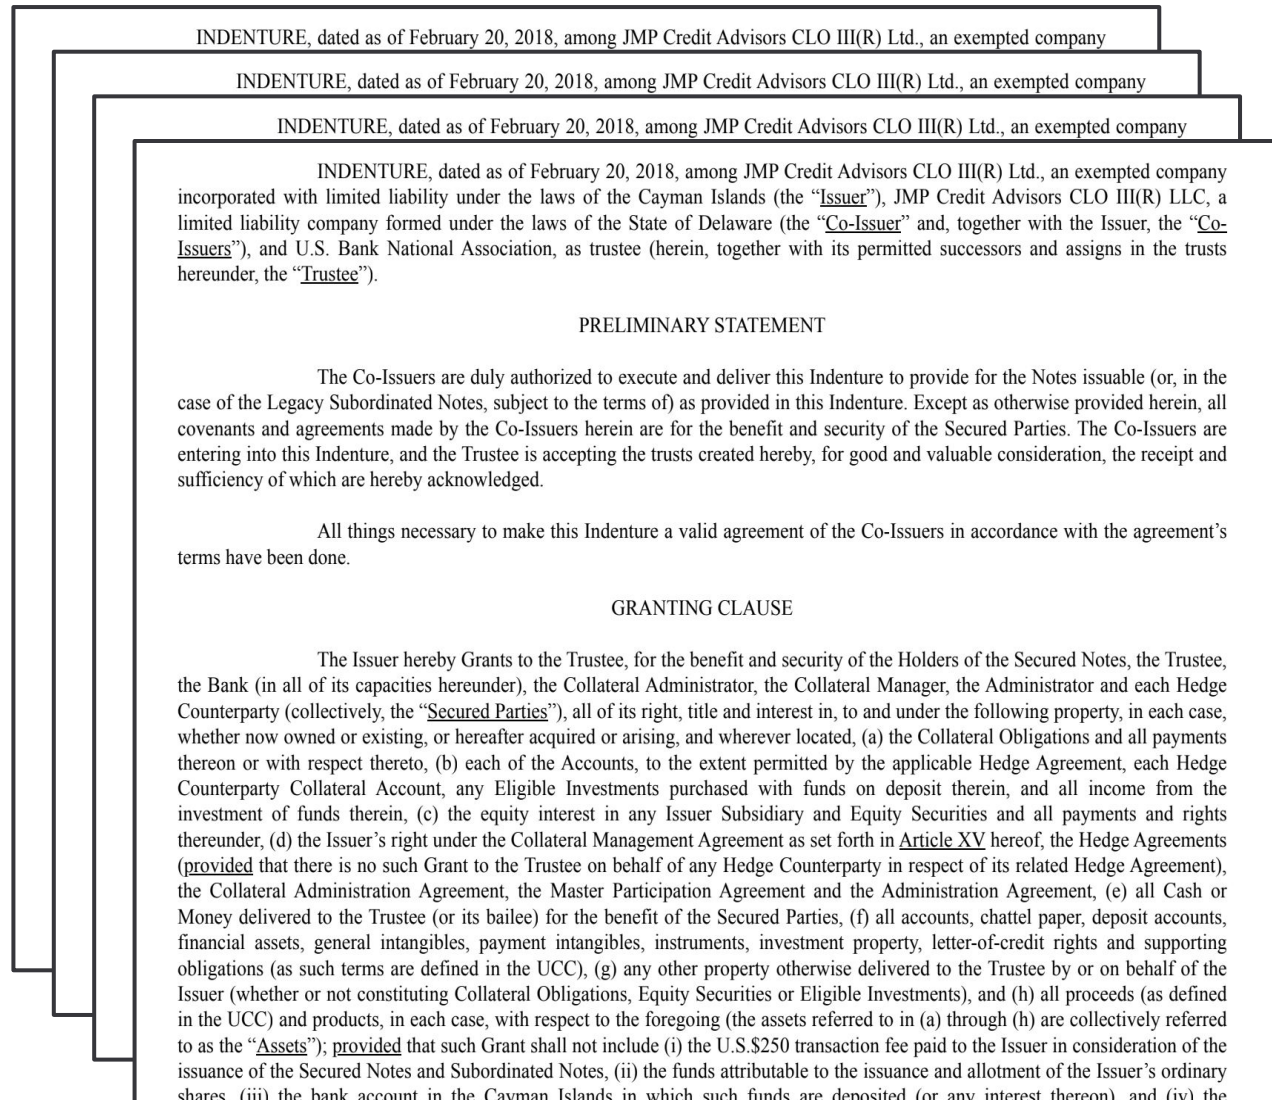 INDENTURE, dated as of February 20, 2018, among JMP Credit Advisors CLO III(R) Ltd., an exempted company
INDENTURE, dated as of February 20, 2018, among JMP Credit Advisors CLO III(R) Ltd., an exempted company
INDENTURE, dated as of February 20, 2018, among JMP Credit Advisors CLO III(R) Ltd., an exempted company
INDENTURE, dated as of February 20, 2018, among JMP Credit Advisors CLO III(R) Ltd., an exempted company
incorporated with limited liability under the laws of the Cayman Islands (the “Issuer”), JMP Credit Advisors CLO III(R) LLC, a
limited liability company formed under the laws of the State of Delaware (the “Co-Issuer” and, together with the Issuer, the “Co-
Issuers”), and U.S. Bank National Association, as trustee (herein, together with its permitted successors and assigns in the trusts
hereunder, the “Trustee”).
PRELIMINARY STATEMENT
The Co-Issuers are duly authorized to execute and deliver this Indenture to provide for the Notes issuable (or, in the
case of the Legacy Subordinated Notes, subject to the terms of) as provided in this Indenture. Except as otherwise provided herein, all
covenants and agreements made by the Co-Issuers herein are for the benefit and security of the Secured Parties. The Co-Issuers are
entering into this Indenture, and the Trustee is accepting the trusts created hereby, for good and valuable consideration, the receipt and
sufficiency of which are hereby acknowledged.
All things necessary to make this Indenture a valid agreement of the Co-Issuers in accordance with the agreement’s
terms have been done.
GRANTING CLAUSE
The Issuer hereby Grants to the Trustee, for the benefit and security of the Holders of the Secured Notes, the Trustee,
the Bank (in all of its capacities hereunder), the Collateral Administrator, the Collateral Manager, the Administrator and each Hedge
Counterparty (collectively, the “Secured Parties”), all of its right, title and interest in, to and under the following property, in each case,
whether now owned or existing, or hereafter acquired or arising, and wherever located, (a) the Collateral Obligations and all payments
thereon or with respect thereto, (b) each of the Accounts, to the extent permitted by the applicable Hedge Agreement, each Hedge
Counterparty Collateral Account, any Eligible Investments purchased with funds on deposit therein, and all income from the
investment of funds therein, (c) the equity interest in any Issuer Subsidiary and Equity Securities and all payments and rights
thereunder, (d) the Issuer’s right under the Collateral Management Agreement as set forth in Article XV hereof, the Hedge Agreements
(provided that there is no such Grant to the Trustee on behalf of any Hedge Counterparty in respect of its related Hedge Agreement),
the Collateral Administration Agreement, the Master Participation Agreement and the Administration Agreement, (e) all Cash or
Money delivered to the Trustee (or its bailee) for the benefit of the Secured Parties, (f) all accounts, chattel paper, deposit accounts,
financial assets, general intangibles, payment intangibles, instruments, investment property, letter-of-credit rights and supporting
obligations (as such terms are defined in the UCC), (g) any other property otherwise delivered to the Trustee by or on behalf of the
Issuer (whether or not constituting Collateral Obligations, Equity Securities or Eligible Investments), and (h) all proceeds (as defined
in the UCC) and products, in each case, with respect to the foregoing (the assets referred to in (a) through (h) are collectively referred
to as the “Assets”); provided that such Grant shall not include (i) the U.S.$250 transaction fee paid to the Issuer in consideration of the
issuance of the Secured Notes and Subordinated Notes, (ii) the funds attributable to the issuance and allotment of the Issuer’s ordinary
shares, (iii) the bank account in the Cayman Islands in which such funds are deposited (or any interest thereon), and (iv) the